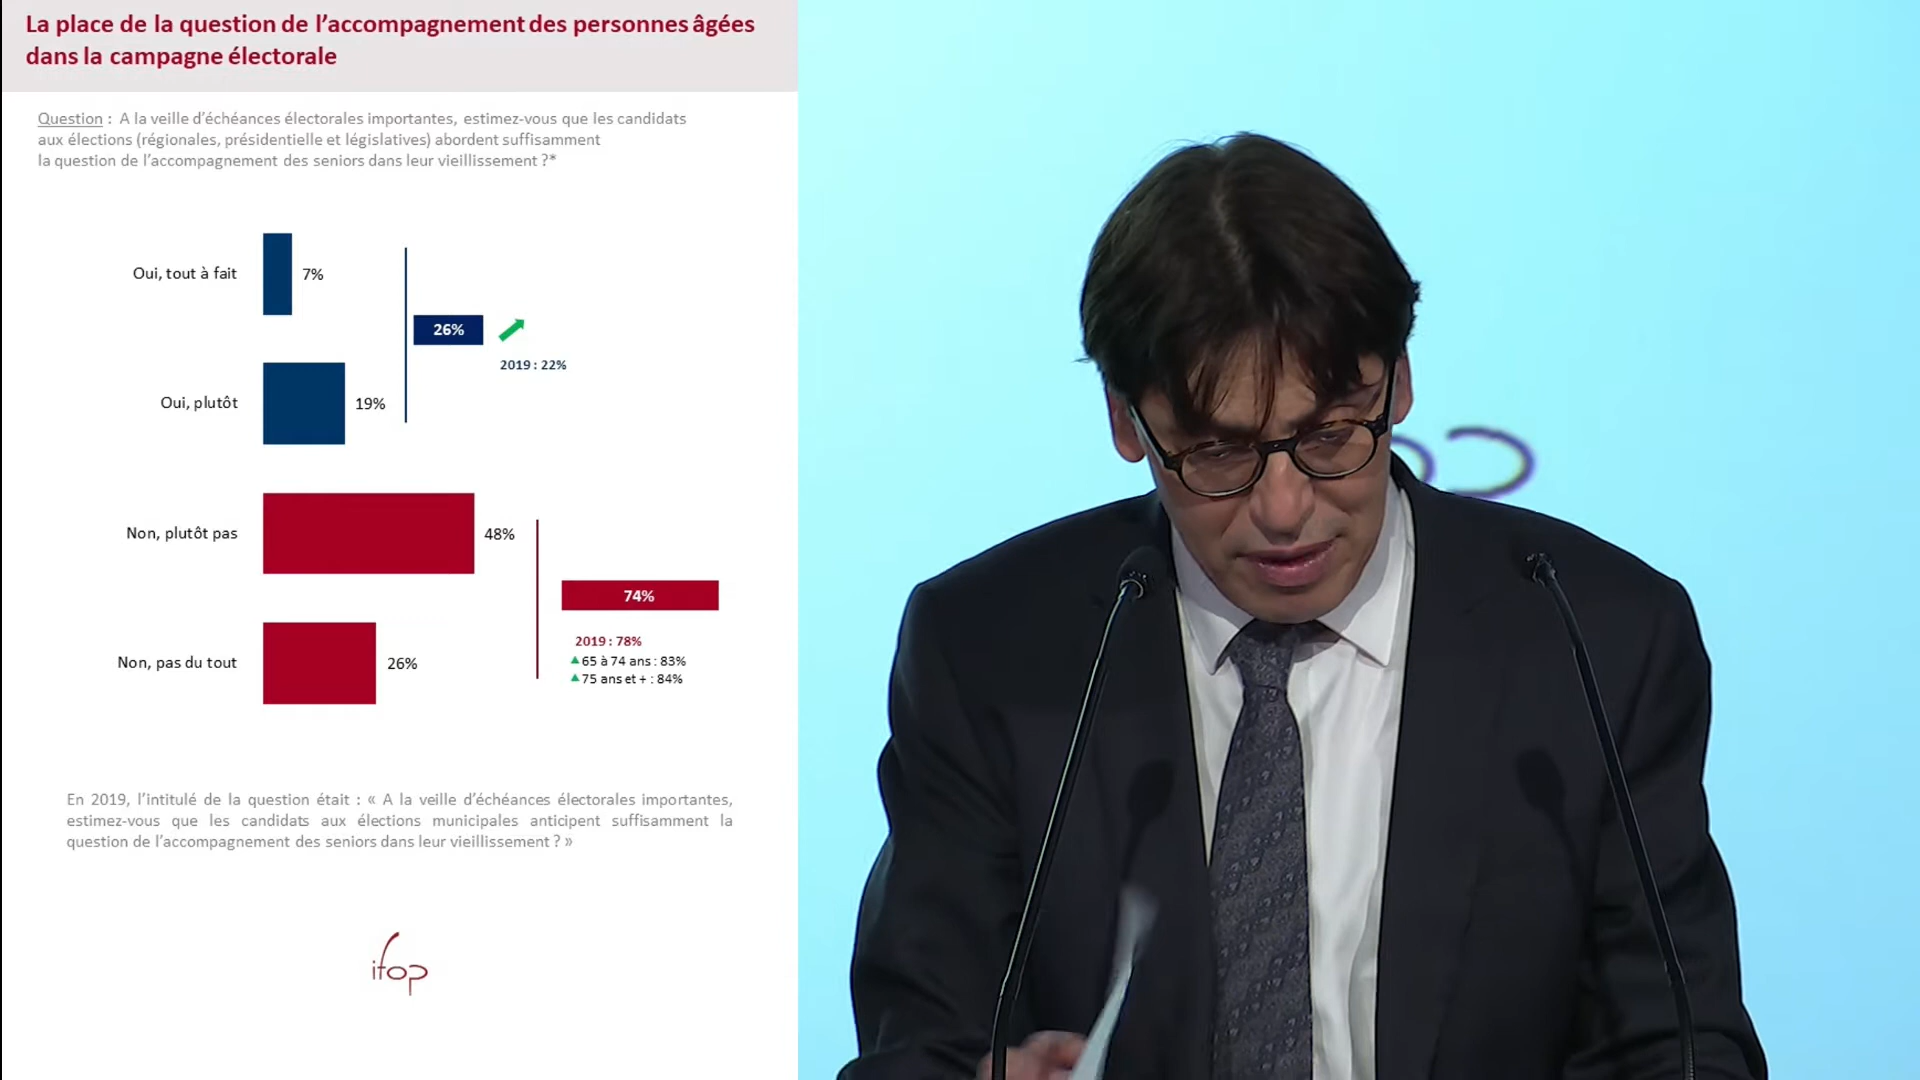 La place de la question de l’accompagnement des personnes âgées
dans la campagne électorale
Question : A la veille d’échéances électorales importantes, estimez-vous que les candidats
aux élections (régionales, présidentielle et législatives) abordent suffisamment
la question de l’accompagnement des seniors dans leur vieillissement ?*
Oui, tout à fait 7%
26%
2019 : 22%
Oui, plutôt 19%
Non, plutôt pas 48%
74%
2019 : 78%
65 à 74 ans : 83%
75 ans et + : 84%
Non, pas du tout 26%
En 2019, l’intitulé de la question était : « A la veille d’échéances électorales importantes,
estimez-vous que les candidats aux élections municipales anticipent suffisamment la
question de l’accompagnement des seniors dans leur vieillissement ? »
ifop